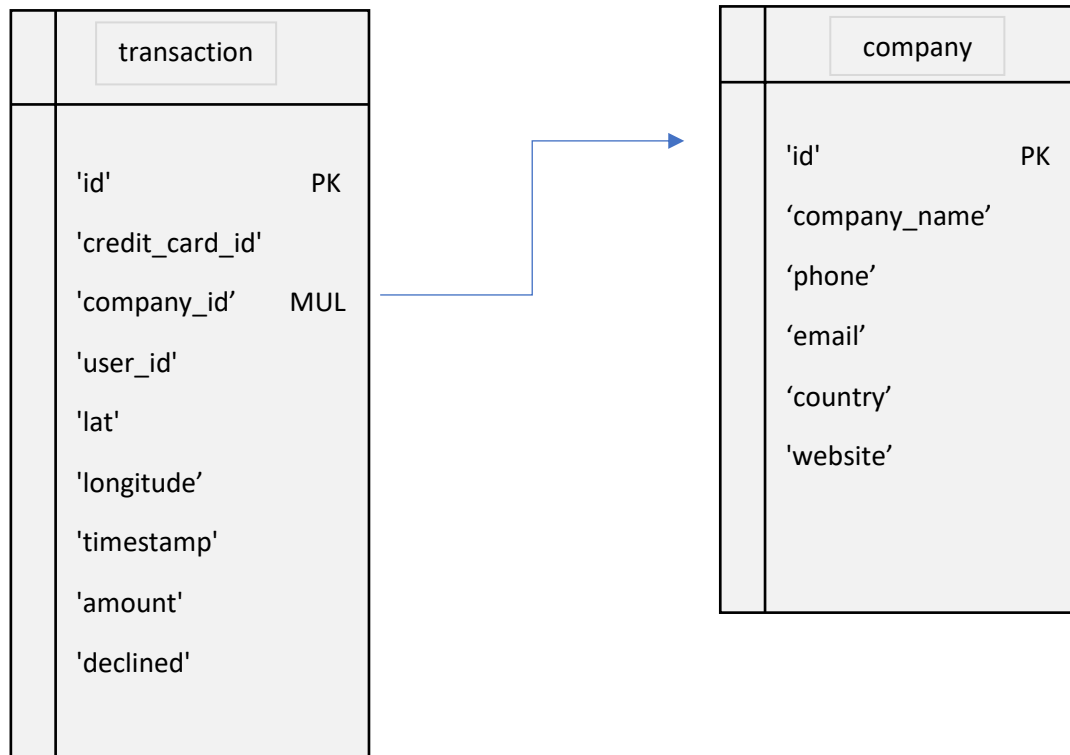 transaction
'id' PK
'credit_card_id'
'company_id’ MUL
'user_id'
'lat'
'longitude’
'timestamp'
'amount'
'declined'
company
'id' PK
‘company_name’
‘phone’
‘email’
‘country’
'website’